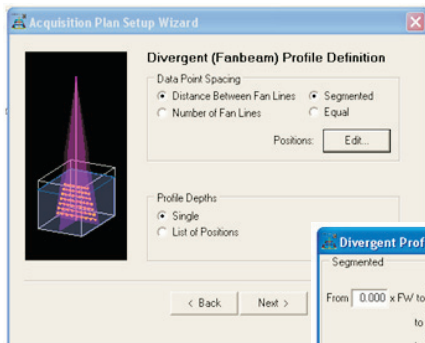 Acquisition Plan Setup Wizard
Divergent (Fanbeam) Profile Definition
Data Point Spacing
Distance Between Fan Lines
Segmented
Number of Fan Lines
Equal
Positions:
Edit...
Profile Depths
Single
List of Positions
< Back
Next >
Divergent Prof
Segmented
From 0.000 x FW to
to